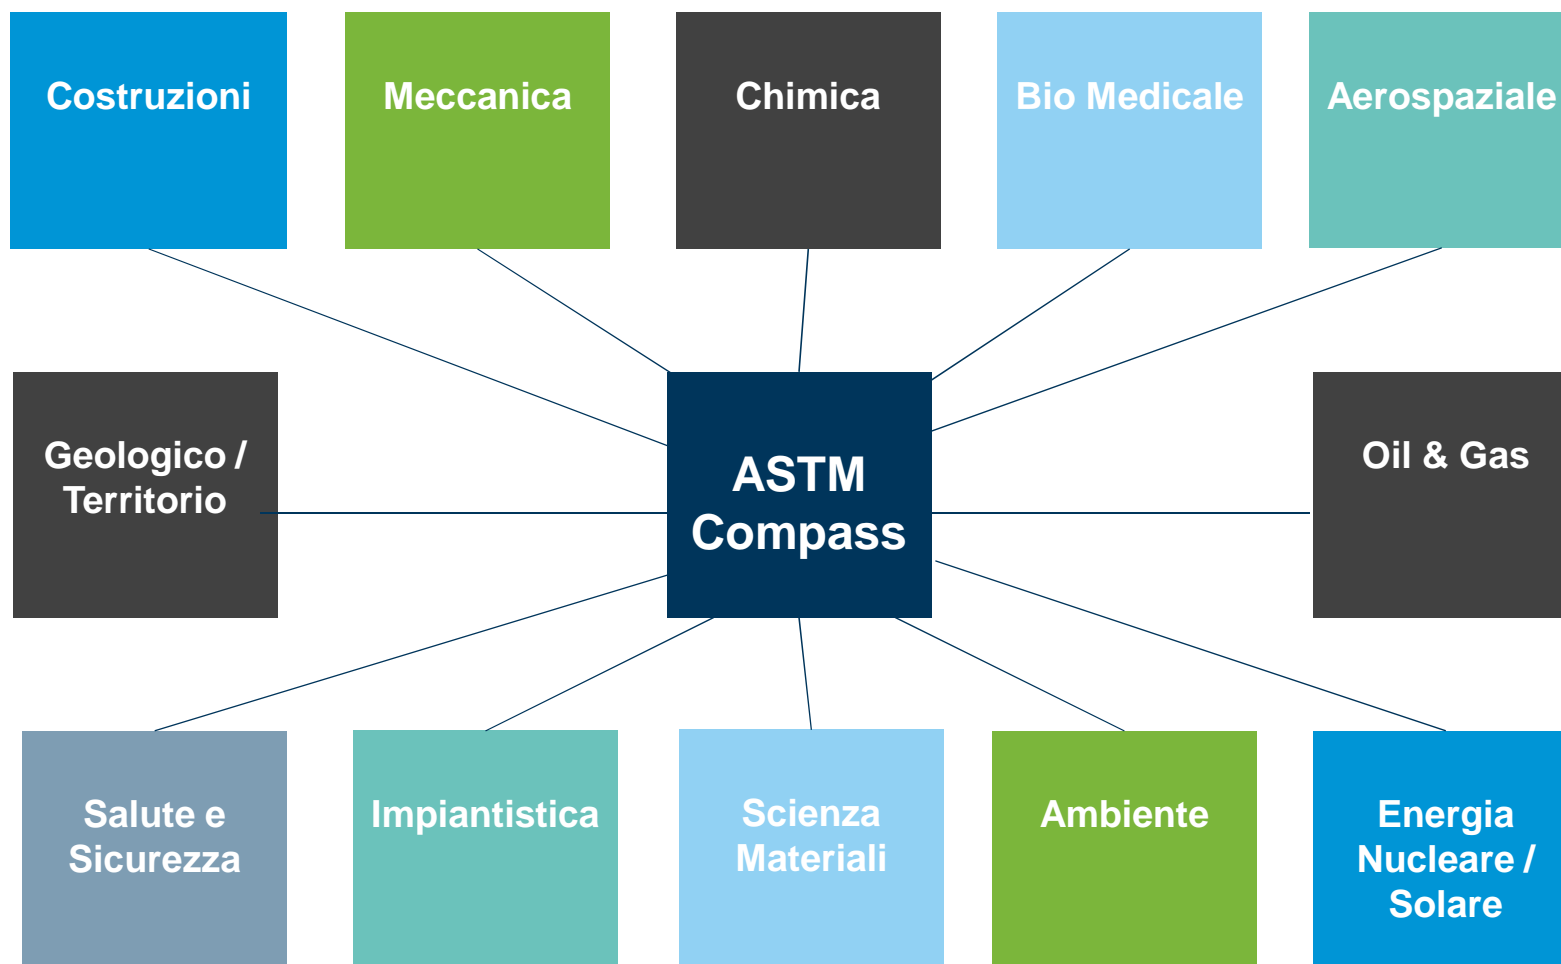 Costruzioni
Meccanica
Chimica
Bio Medicale
Aerospaziale
Geologico /
Territorio
ASTM
Compass
Oil & Gas
Salute e
Sicurezza
Impiantistica
Scienza
Materiali
Ambiente
Energia
Nucleare /
Solare